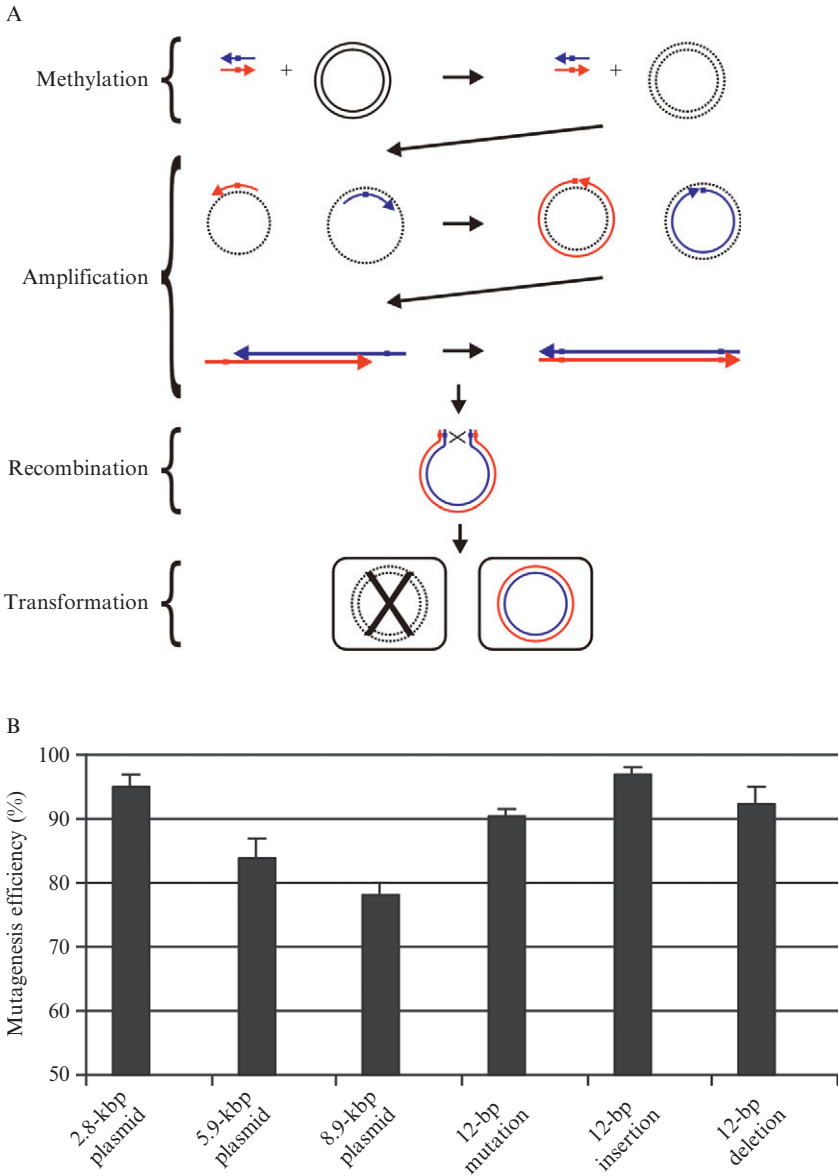 A
Methylation
+
+
Amplification
Recombination
Transformation
B
Mutagenesis efficiency (%)
100
90
80
70
60
50
2.8-kbp
plasmid
5.9-kbp
plasmid
8.9-kbp
plasmid
12-bp
mutation
12-bp
insertion
12-bp
deletion